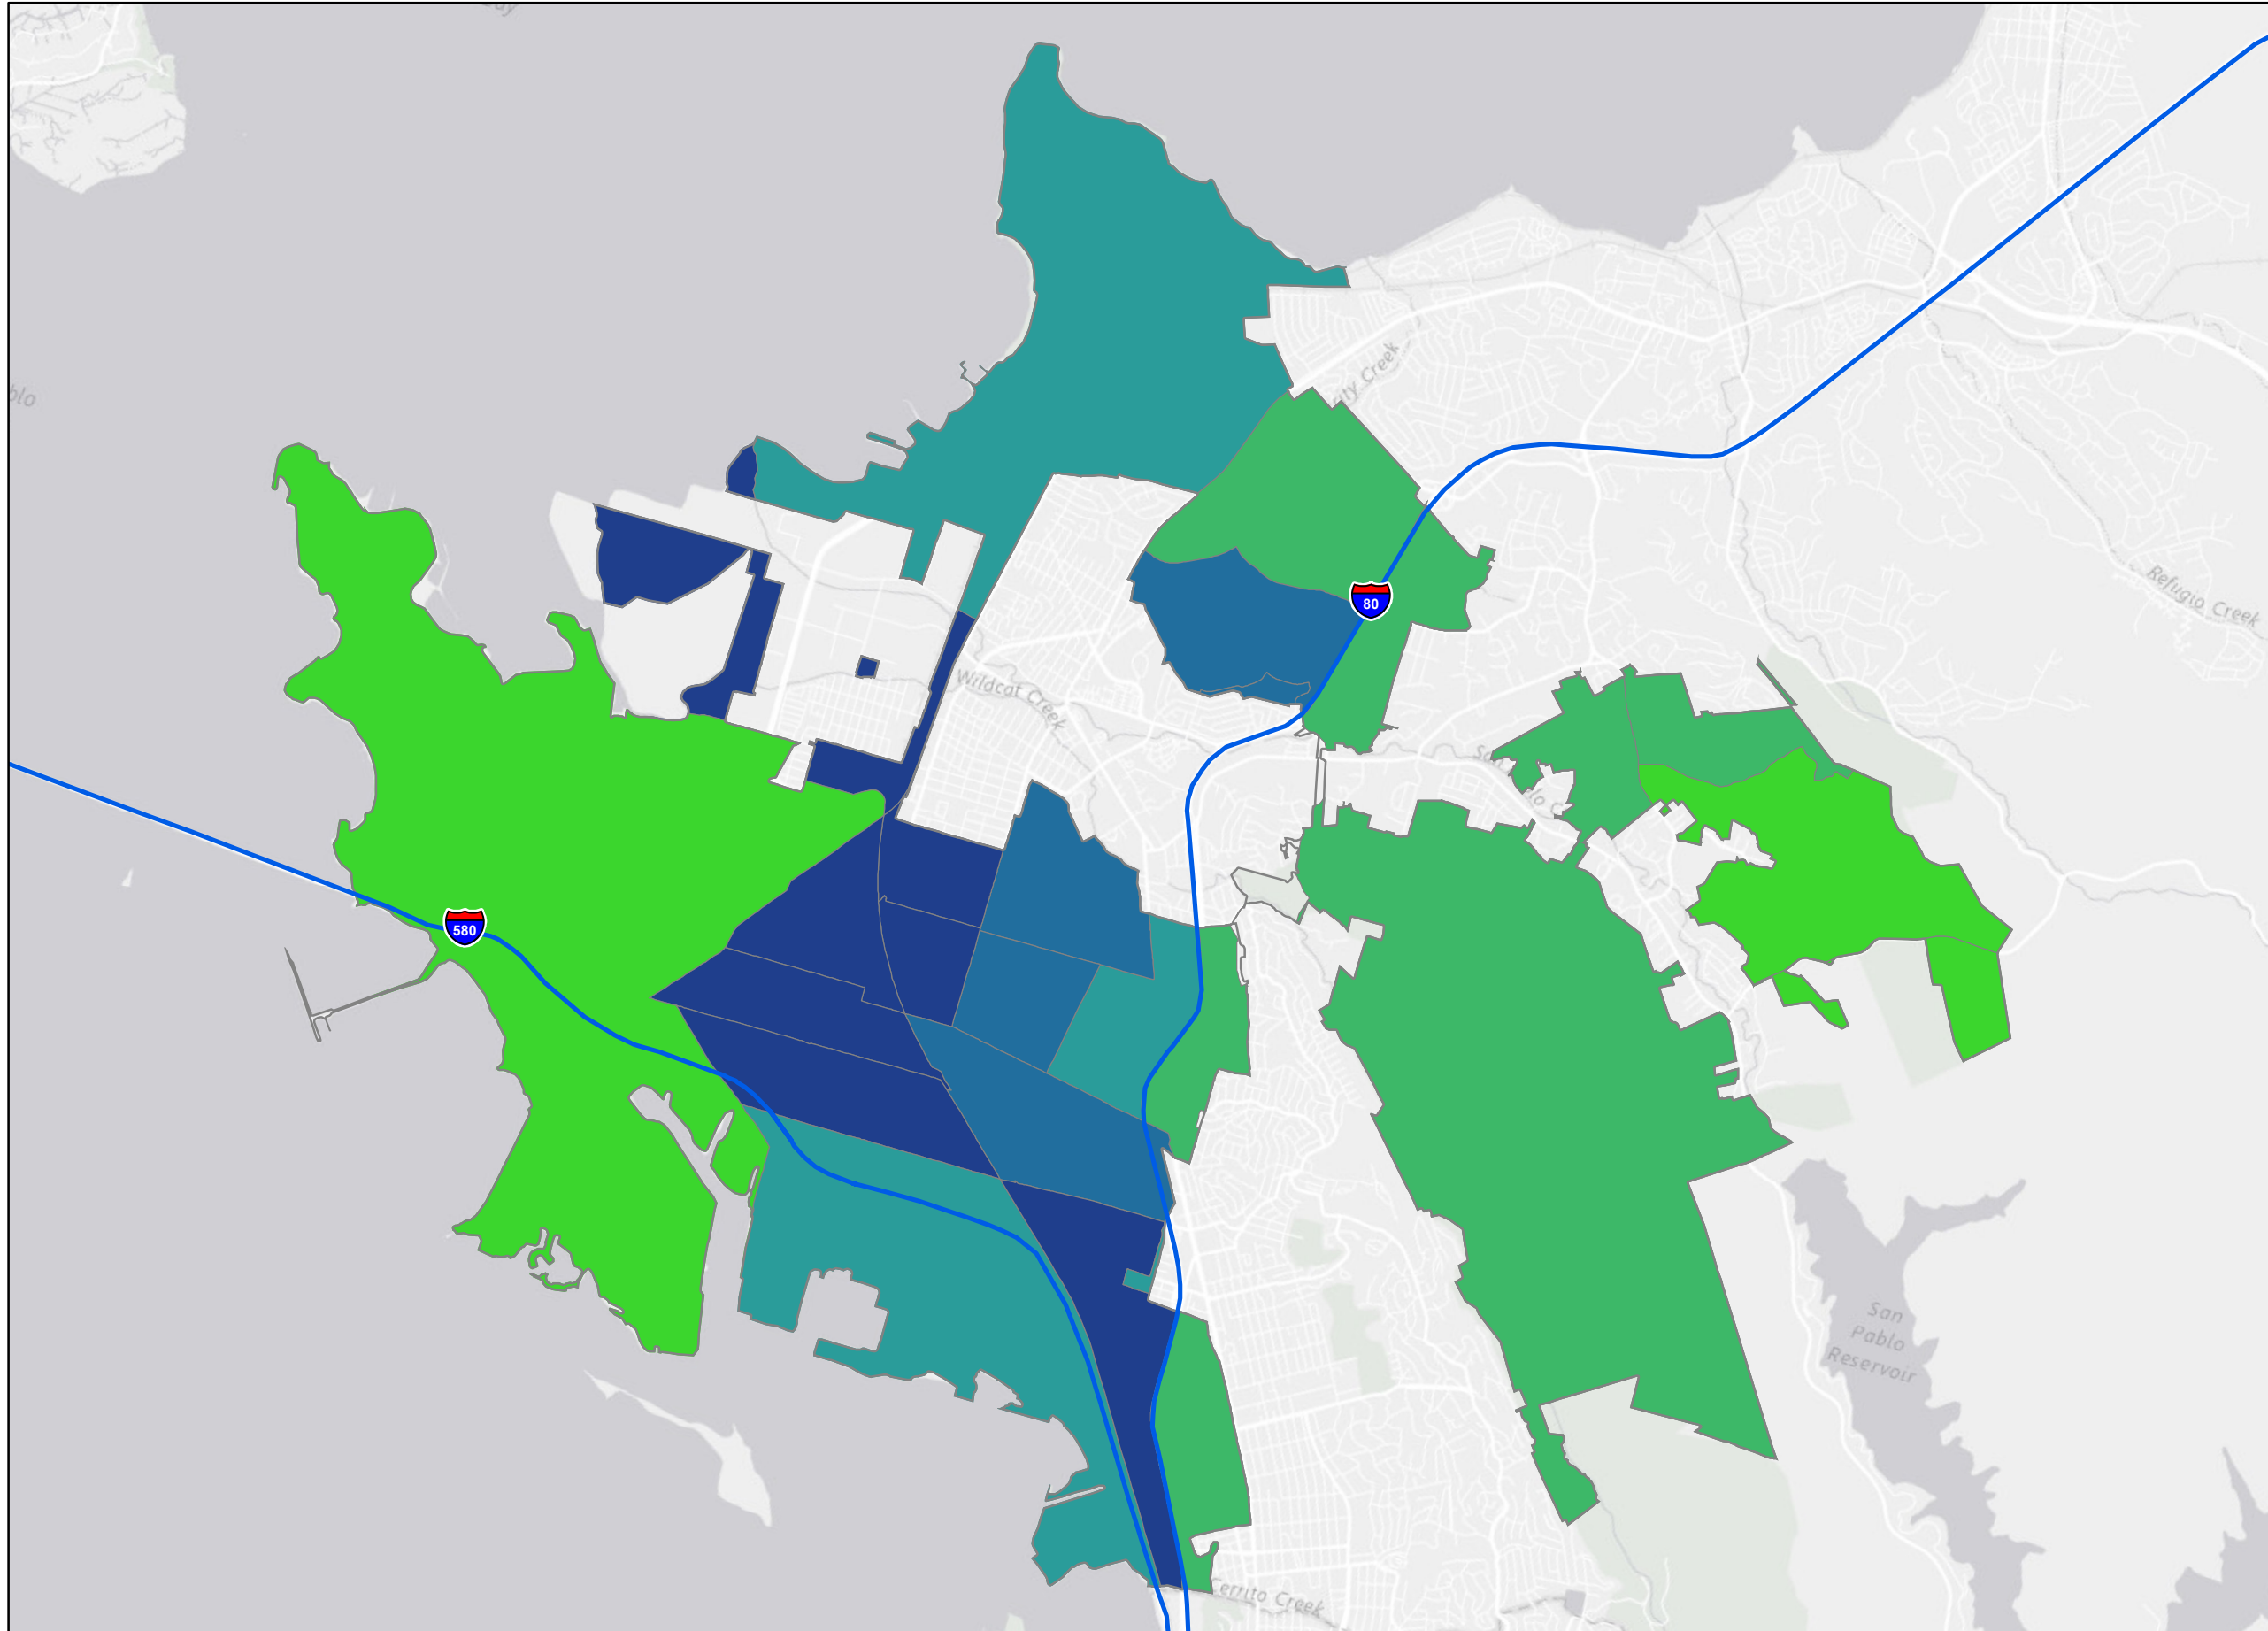 80
Refugio Creek
Wildcat Creek
580
San
Pablo
Reservoir
Cerrito Creek